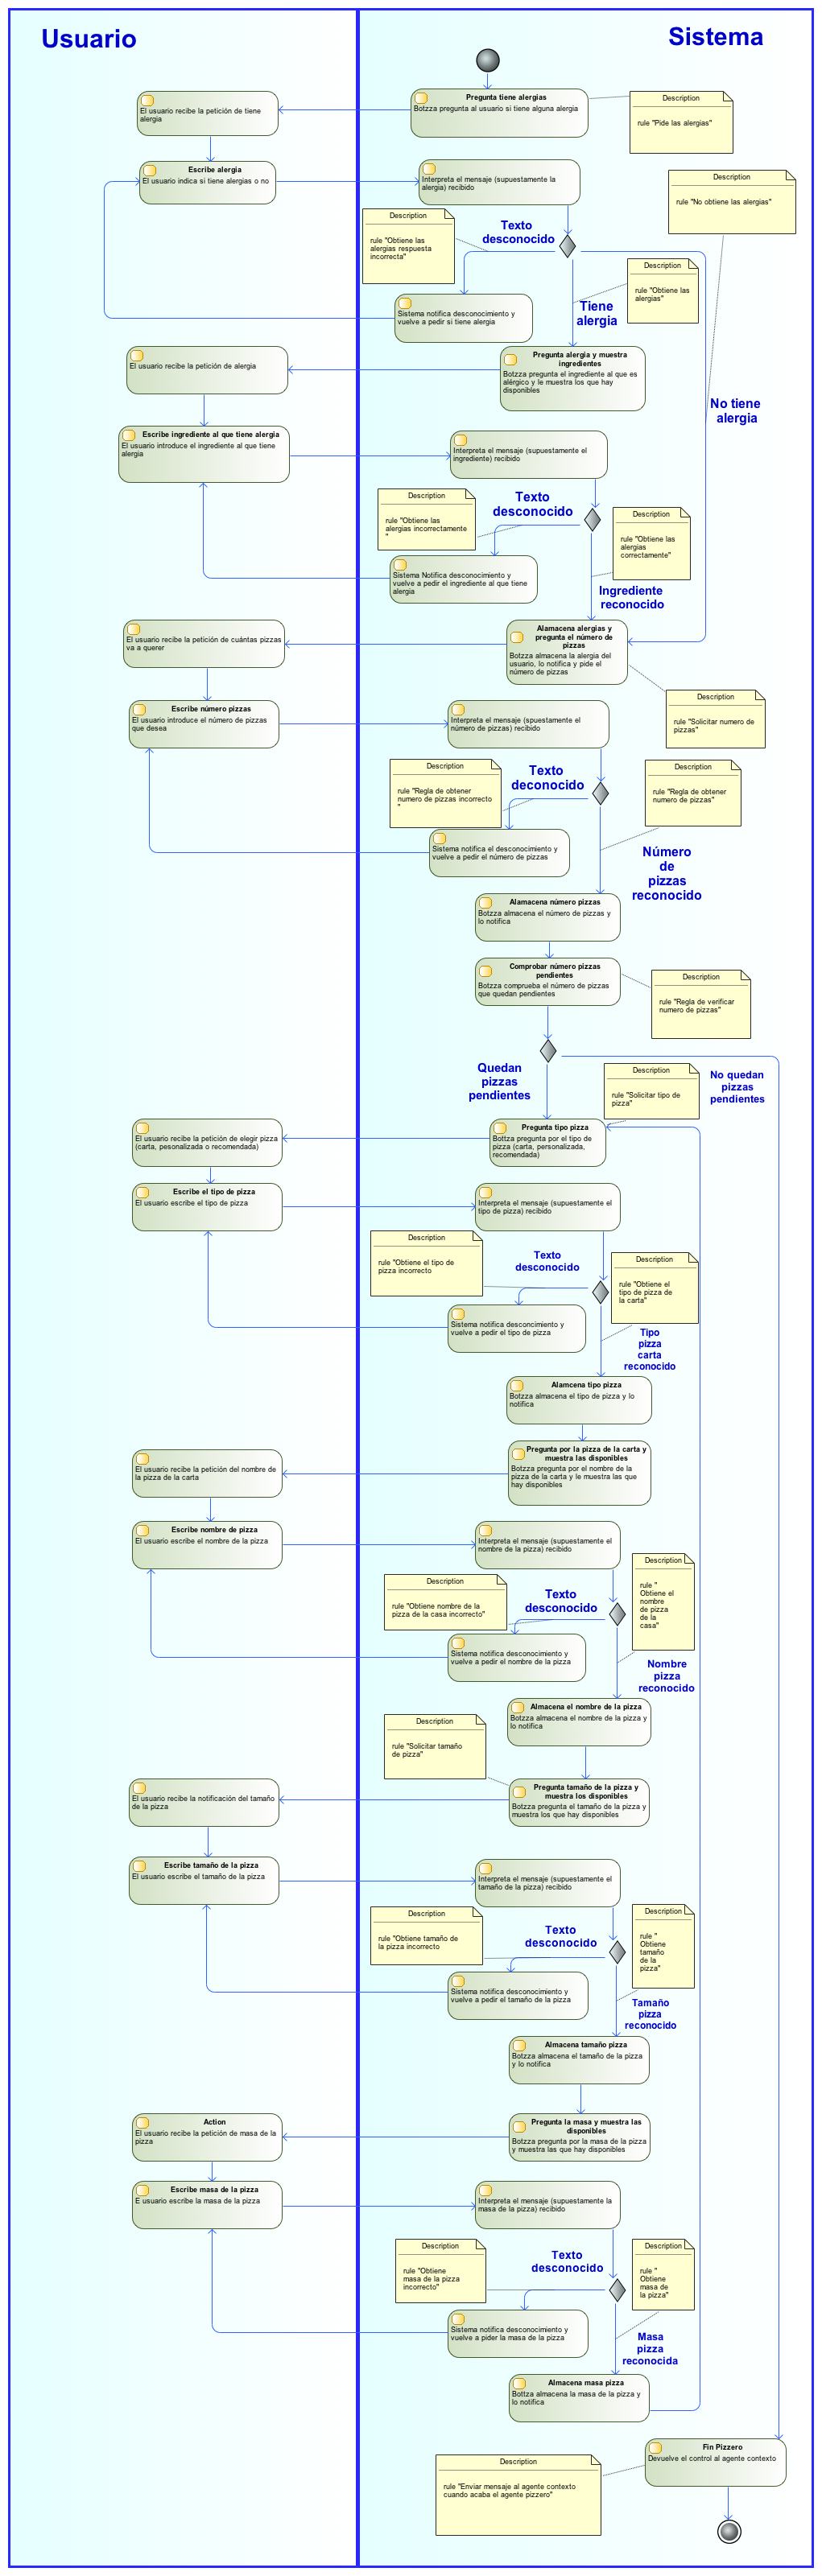 Usuario
Sistema
Pregunta tiene alergias
Botzza pregunta al usuario si tiene alguna alergia
El usuario recibe la petición de tiene
alergia
Description
rule "Pide las alergias"
Escribe alergia
El usuario indica si tiene alergias o no
Interpreta el mensaje (supuestamente la
alergia) recibido
Description
rule "No obtiene las alergias"
Description
rule "Obtiene las
alergias respuesta
incorrecta"
Texto
desconocido
Description
rule "Obtiene las
alergias"
Sistema notifica desconocimiento y
vuelve a pedir si tiene alergia
Tiene
alergia
Pregunta alergia y muestra
ingredientes
Botzza pregunta el ingrediente al que es
alérgico y le muestra los que hay
disponibles
El usuario recibe la petición de alergia
No tiene
alergia
Escribe ingrediente al que tiene alergia
El usuario introduce el ingrediente al que tiene
alergia
Interpreta el mensaje (supuestamente el
ingrediente) recibido
Description
rule "Obtiene las
alergias incorrectamente
"
Texto
desconocido
Description
rule "Obtiene las
alergias
correctamente"
Sistema Notifica desconocimiento y
vuelve a pedir el ingrediente al que tiene
alergia
Ingrediente
reconocido
Alamacena alergias y
pregunta el número de
pizzas
Botzza almacena la alergia del
usuario, lo notifica y pide el
número de pizzas
El usuario recibe la petición de cuántas pizzas
va a querer
Description
rule "Solicitar numero de
pizzas"
Escribe número pizzas
El usuario introduce el número de pizzas
que desea
Interpreta el mensaje (spuestamente el
número de pizzas) recibido
Description
rule "Regla de obtener
numero de pizzas incorrecto
"
Texto
deconocido
Description
rule "Regla de obtener
numero de pizzas"
Sistema notifica el desconocimiento y
vuelve a pedir el número de pizzas
Número
de
pizzas
reconocido
Alamacena número pizzas
Botzza almacena el número de pizzas y
lo notifica
Comprobar número pizzas
pendientes
Botzza comprueba el número de pizzas
que quedan pendientes
Description
rule "Regla de verificar
numero de pizzas"
Quedan
pizzas
pendientes
Description
rule "Solicitar tipo de
pizza"
No quedan
pizzas
pendientes
Pregunta tipo pizza
Bottza pregunta por el tipo de
pizza (carta, personalizada,
recomendada)
El usuario recibe la petición de elegir pizza
(carta, pesonalizada o recomendada)
Escribe el tipo de pizza
El usuario escribe el tipo de pizza
Interpreta el mensaje (supuestamente el
tipo de pizza) recibido
Description
rule "Obtiene el tipo de
pizza incorrecto
Texto
desconocido
Description
rule "Obtiene el
tipo de pizza de
la carta"
Sistema notifica desconcimiento y
vuelve a pedir el tipo de pizza
Tipo
pizza
carta
reconocido
Alamcena tipo pizza
Botzza almacena el tipo de pizza y lo
notifica
Pregunta por la pizza de la carta y
muestra las disponibles
Botzza pregunta por el nombre de la
pizza de la carta y le muestra las que
hay disponibles
El usuario recibe la petición del nombre de
la pizza de la carta
Escribe nombre de pizza
El usuario escribe el nombre de la pizza
Interpreta el mensaje (supuestamente el
nombre de la pizza) recibido
Description
rule "Obtiene nombre de la
pizza de la casa incorrecto"
Texto
desconocido
Description
rule "
Obtiene el
nombre
de pizza
de la
casa"
Sistema notifica desconocimiento y
vuelve a pedir el nombre de la pizza
Nombre
pizza
reconocido
Almacena el nombre de la pizza
Botzza almacena el nombre de la pizza y
lo notifica
Description
rule "Solicitar tamaño
de pizza"
Pregunta tamaño de la pizza y
muestra los disponibles
Botzza pregunta el tamaño de la pizza y
muestra los que hay disponibles
El usuario recibe la notificación del tamaño
de la pizza
Escribe tamaño de la pizza
El usuario escribe el tamaño de la pizza
Interpreta el mensaje (supuestamente el
tamaño de la pizza) recibido
Description
rule "Obtiene tamaño de
la pizza incorrecto
Texto
desconocido
Description
rule "
Obtiene
tamaño
de la
pizza"
Sistema notifica desconocimiento y
vuelve a pedir el tamaño de la pizza
Tamaño
pizza
reconocido
Almacena tamaño pizza
Botzza almacena el tamaño de la pizza
y lo notifica
Action
El usuario recibe la petición de masa de la
pizza
Pregunta la masa y muestra las
disponibles
Botzza pregunta por la masa de la pizza
y muestra las que hay disponibles
Escribe masa de la pizza
E usuario escribe la masa de la pizza
Interpreta el mensaje (supuestamente la
masa de la pizza) recibido
Description
rule "Obtiene
masa de la pizza
incorrecto"
Texto
desconocido
Description
rule "
Obtiene
masa de
la pizza"
Sistema notifica desconocimiento y
vuelve a pider la masa de la pizza
Masa
pizza
reconocida
Almacena masa pizza
Bottza almacena la masa de la pizza y
lo notifica
Fin Pizzero
Devuelve el control al agente contexto
Description
rule "Enviar mensaje al agente contexto
cuando acaba el agente pizzero"